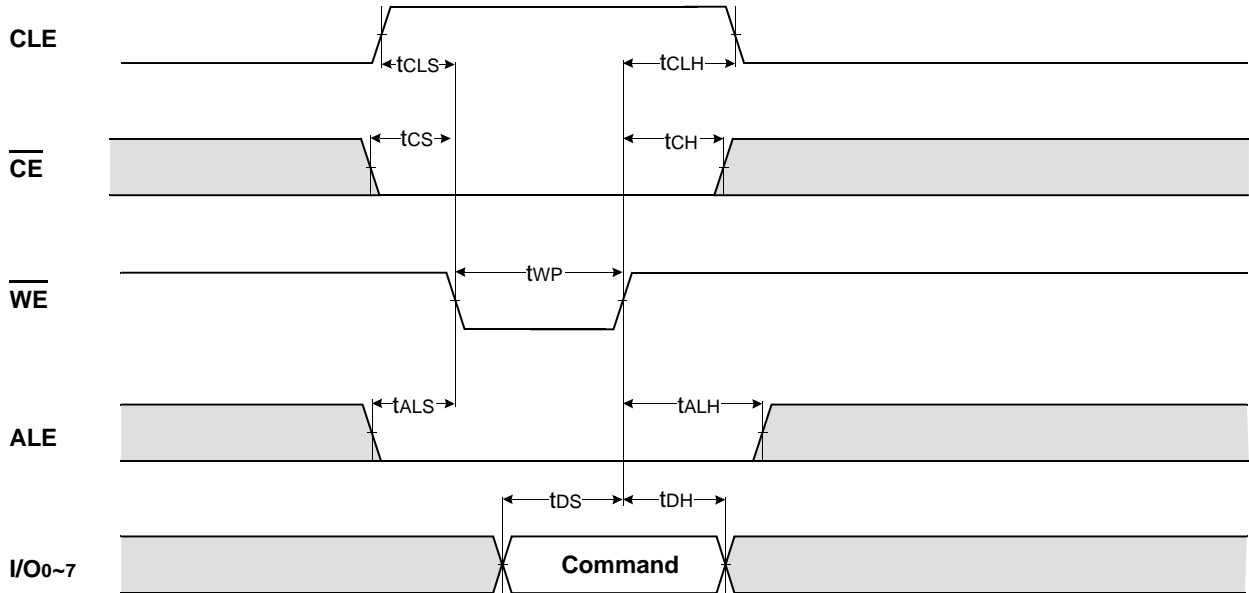 CLE
tCLS
tCLH
CE
tCS
tCH
WE
tWP
ALE
tALS
tALH
tDS
tDH
I/O0~7
Command